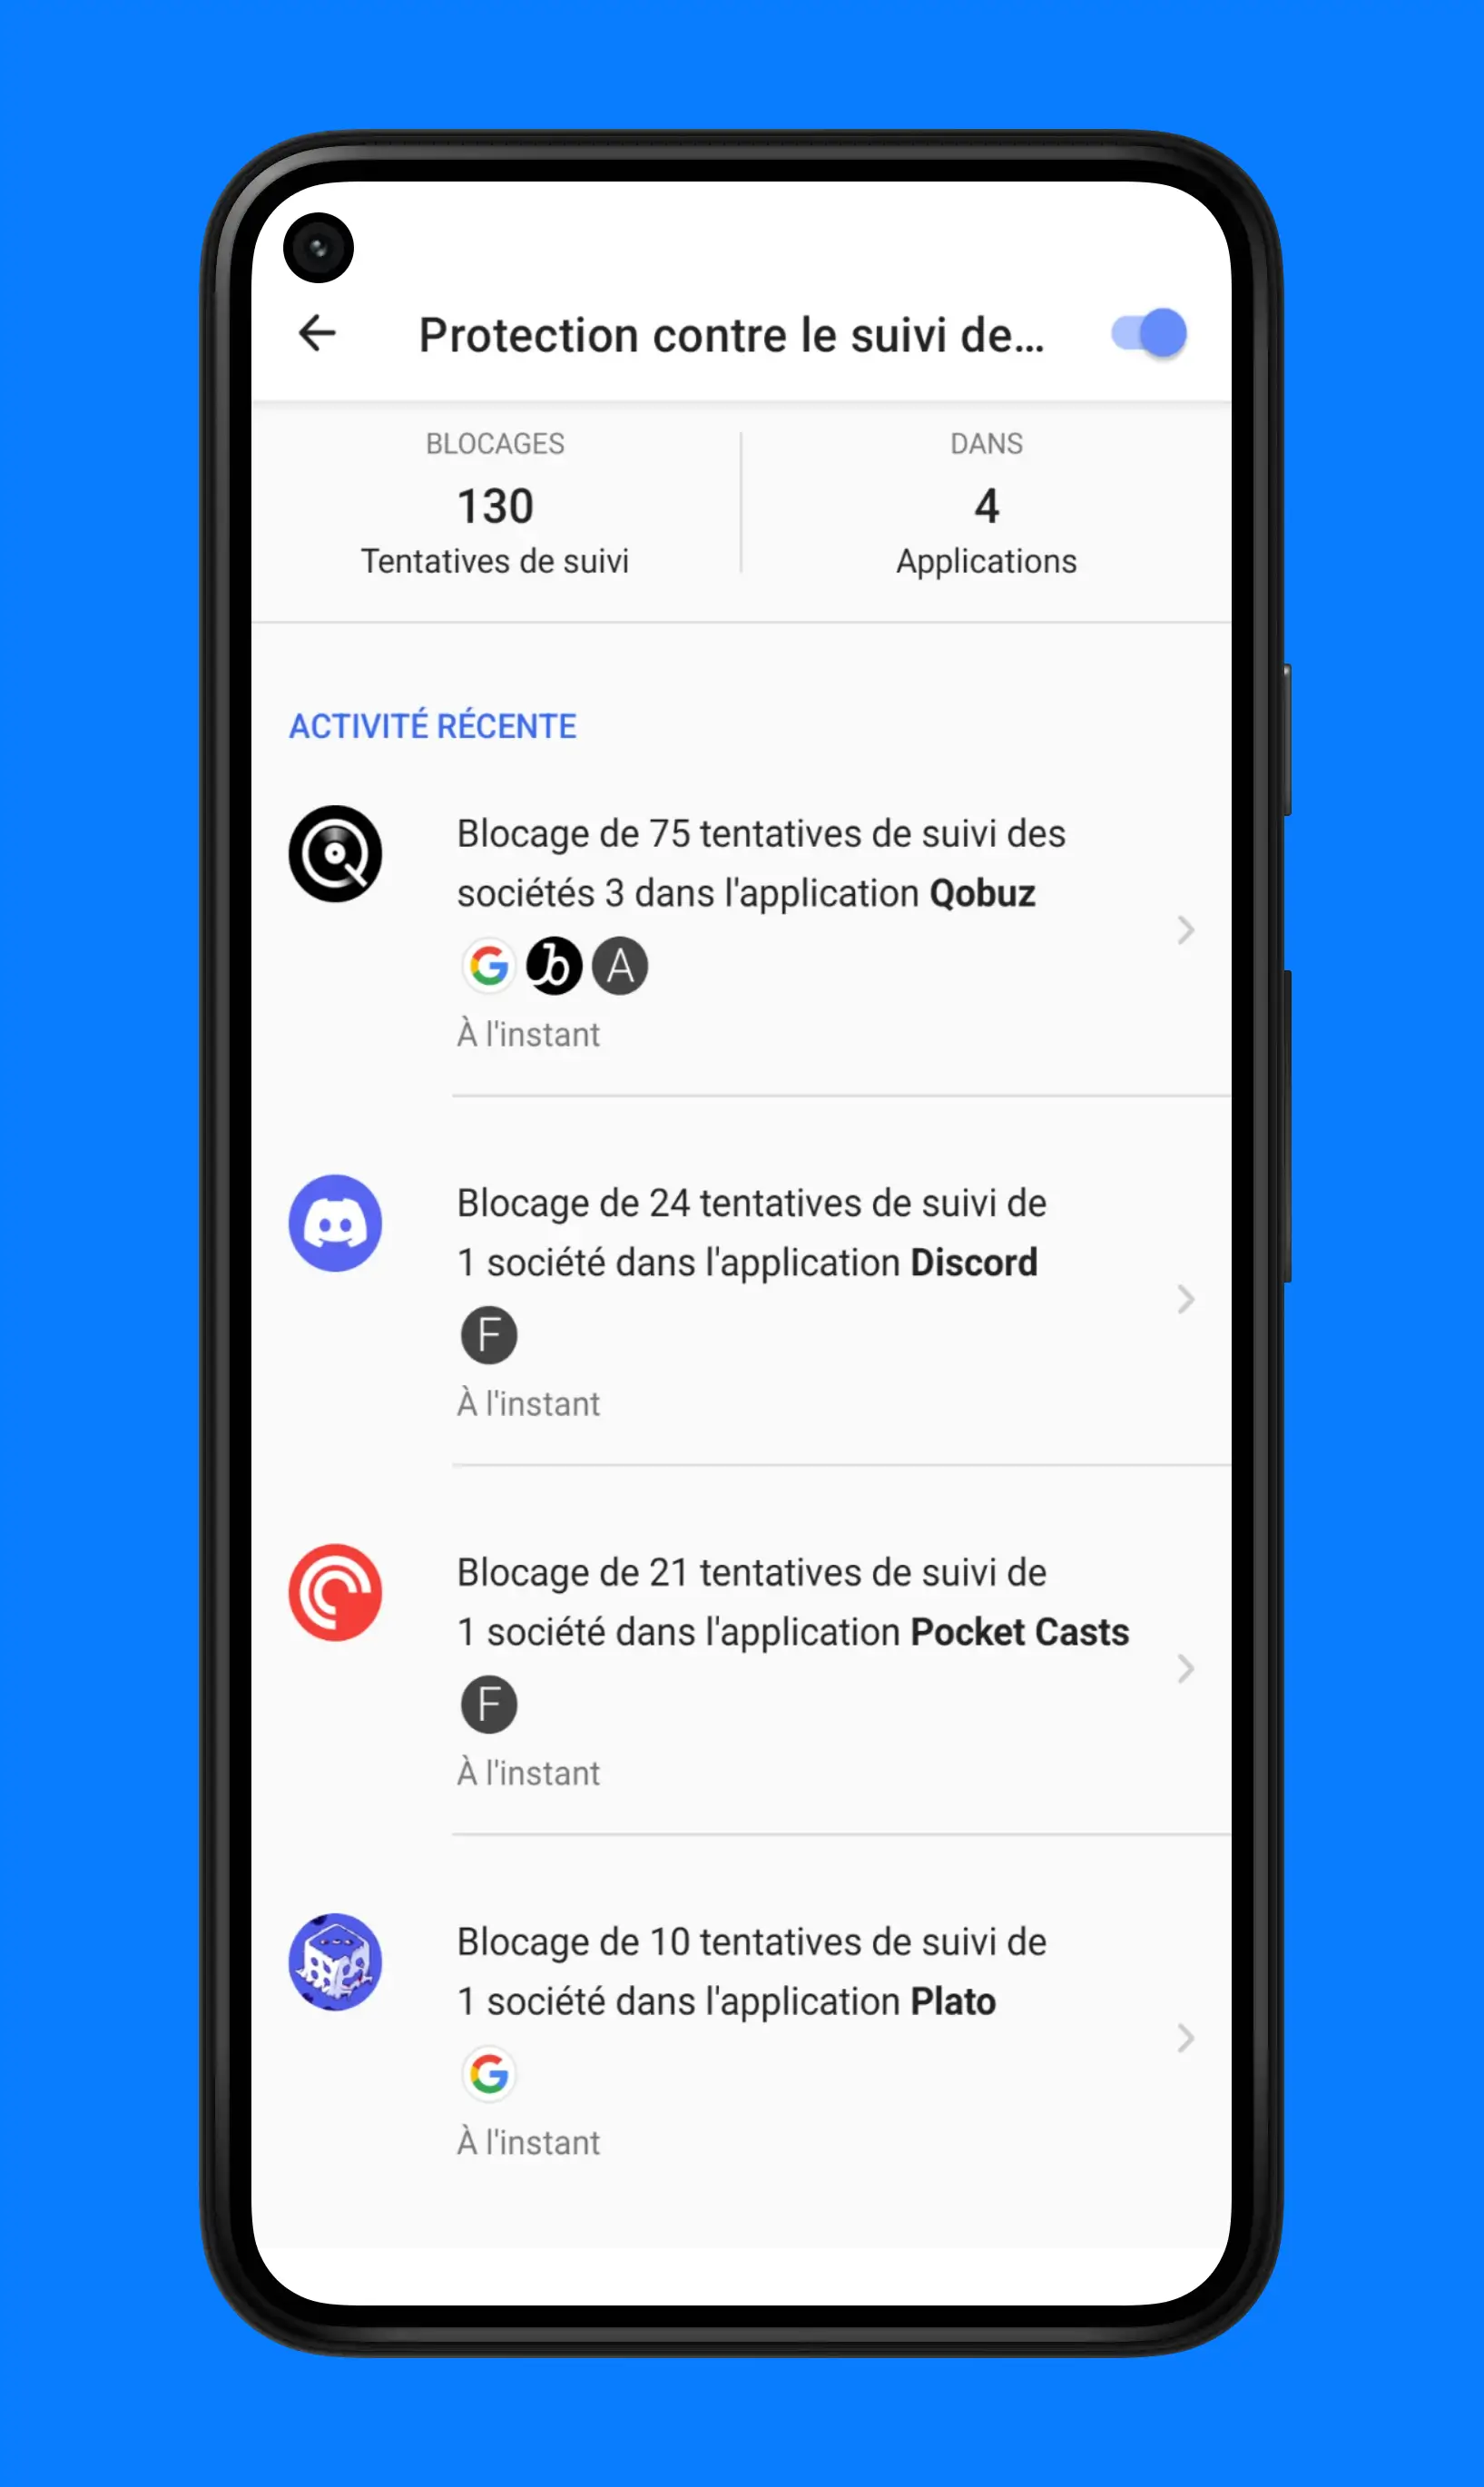 Protection contre le suivi de...
BLOCAGES
130
Tentatives de suivi
DANS
4
Applications
ACTIVITÉ RÉCENTE
Blocage de 75 tentatives de suivi des
sociétés 3 dans l'application Qobuz
G b A
À l'instant
Blocage de 24 tentatives de suivi de
1 société dans l'application Discord
F
À l'instant
Blocage de 21 tentatives de suivi de
1 société dans l'application Pocket Casts
F
À l'instant
Blocage de 10 tentatives de suivi de
1 société dans l'application Plato
G
À l'instant